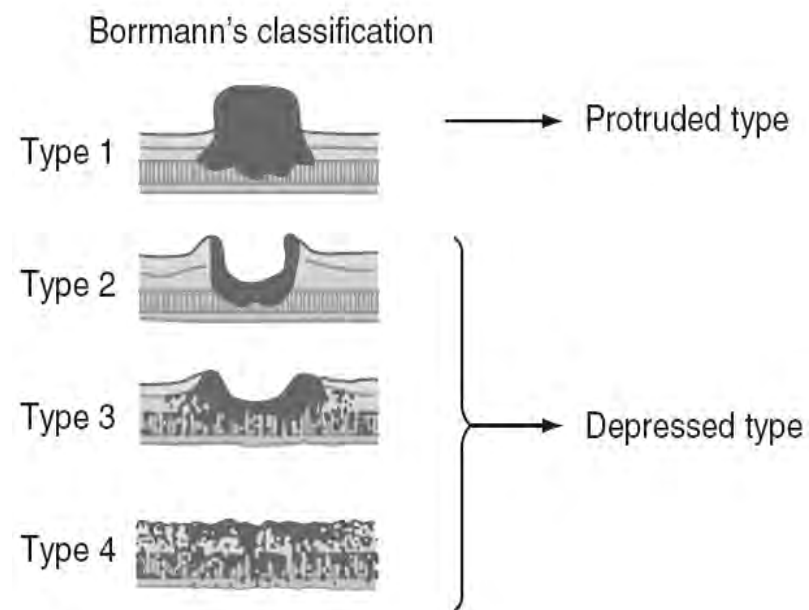 Borrmann's classification
Type 1
Protruded type
Type 2
Type 3
Depressed type
Type 4